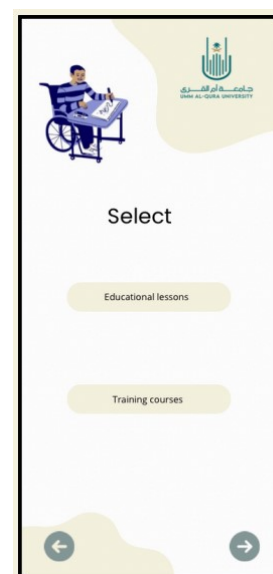 جامعة أم القرى
UMM AL-QURA UNIVERSITY
Select
Educational lessons
Training courses